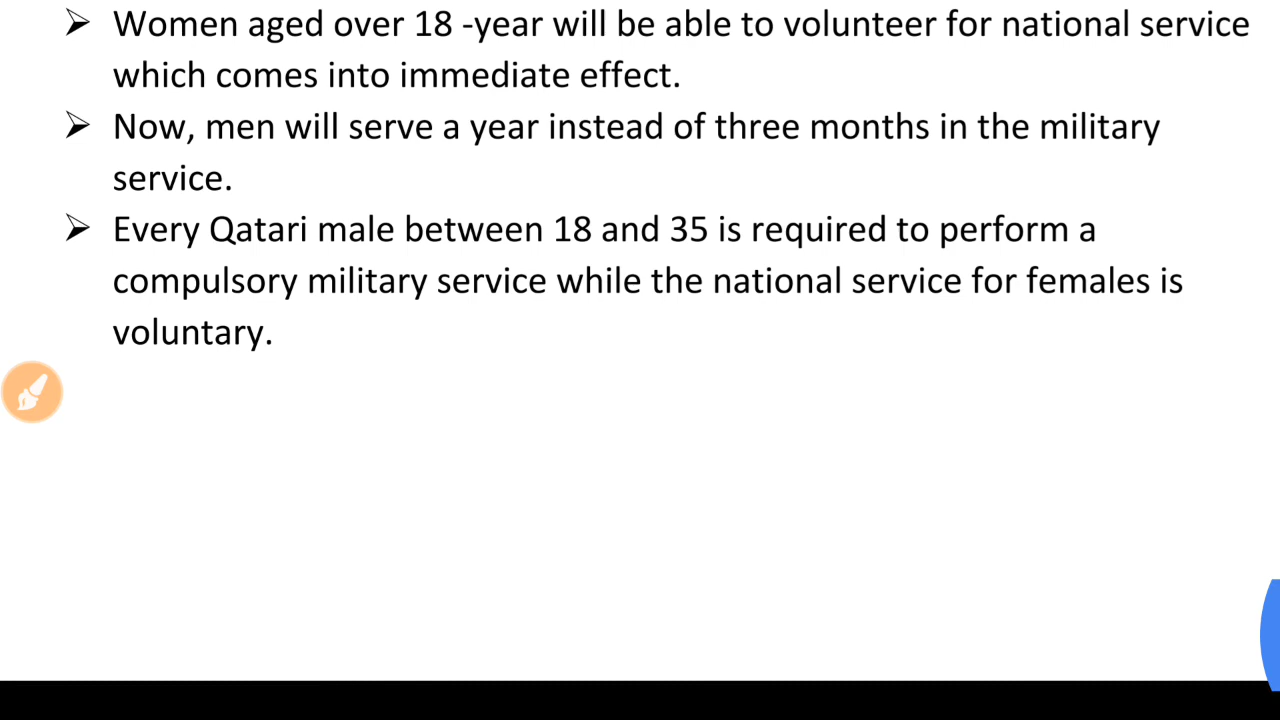 ➢ Women aged over 18 -year will be able to volunteer for national service
which comes into immediate effect.
➢ Now, men will serve a year instead of three months in the military
service.
➢ Every Qatari male between 18 and 35 is required to perform a
compulsory military service while the national service for females is
voluntary.